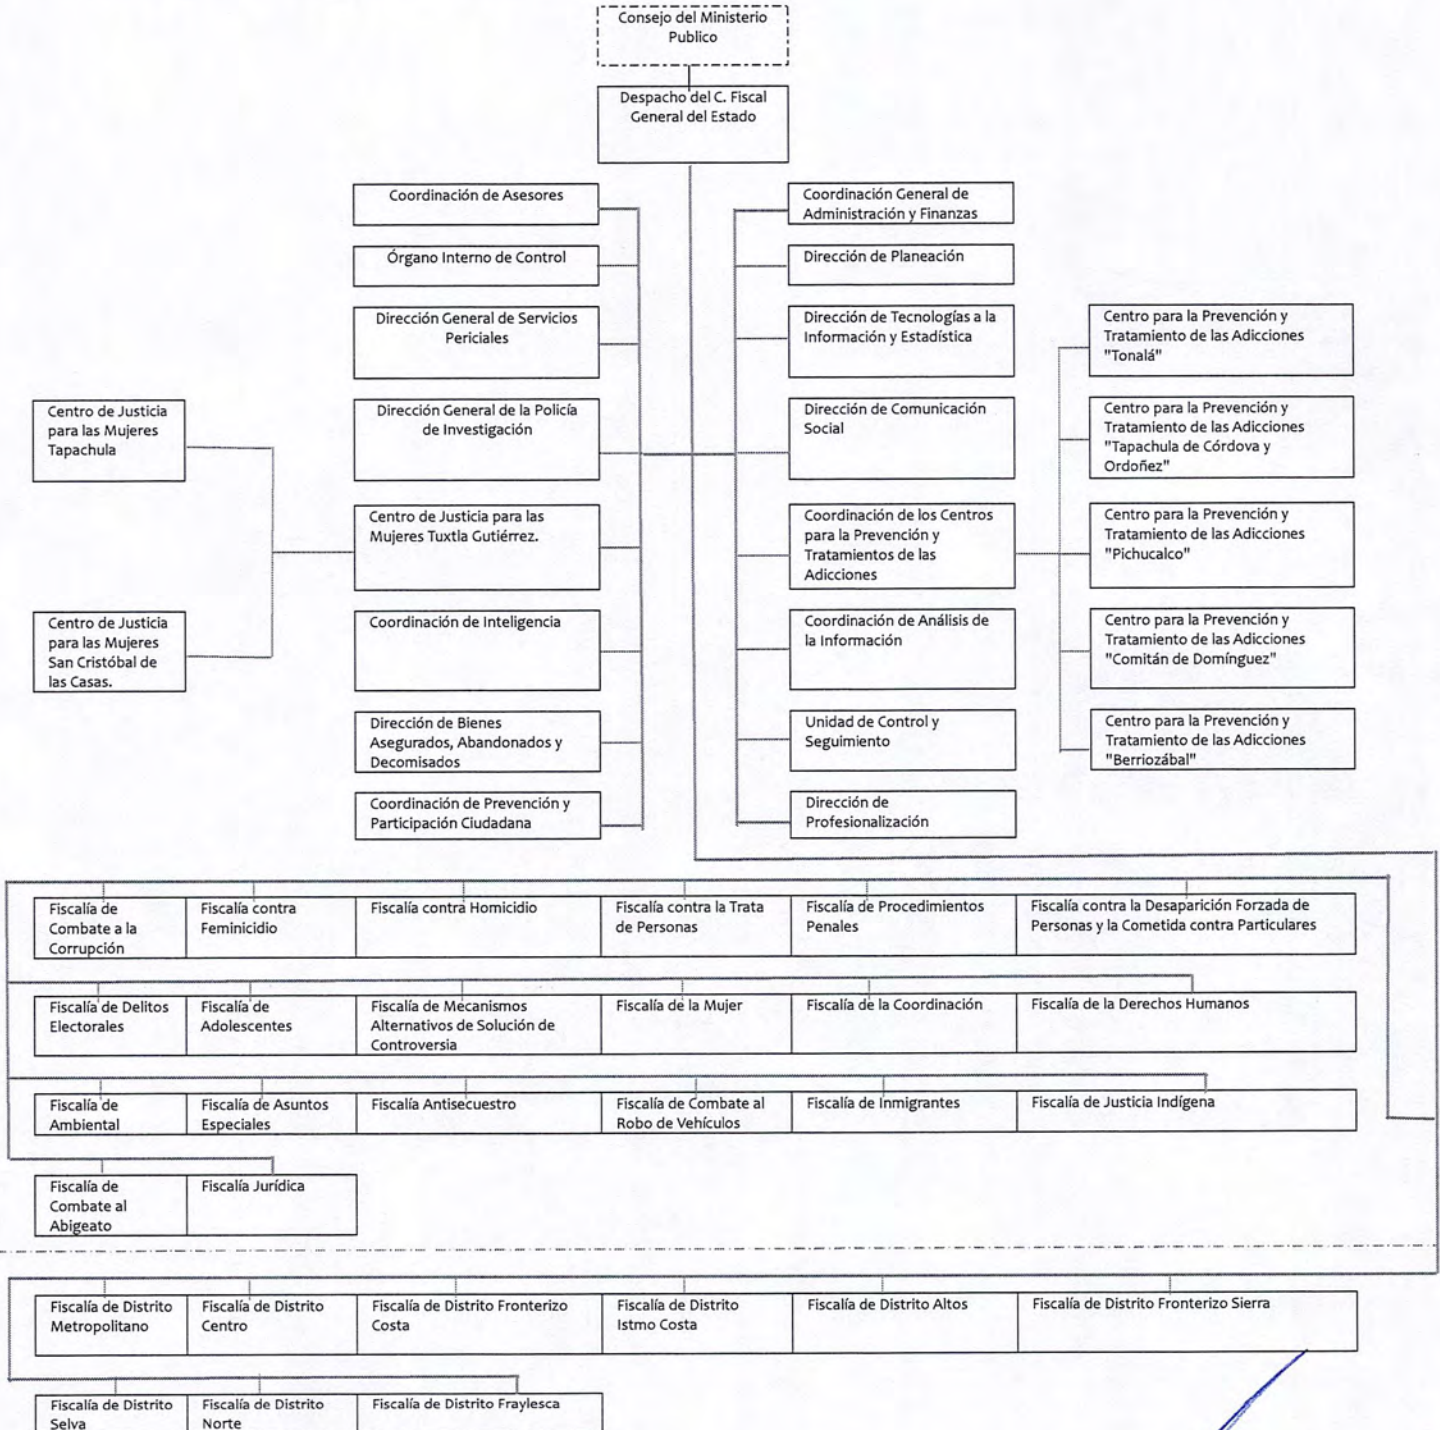 Consejo del Ministerio
Publico
Despacho del C. Fiscal
General del Estado
Coordinación de Asesores
Órgano Interno de Control
Dirección General de Servicios
Periciales
Dirección General de la Policía
de Investigación
Centro de Justicia para las
Mujeres Tuxtla Gutiérrez.
Coordinación de Inteligencia
Dirección de Bienes
Asegurados, Abandonados y
Decomisados
Coordinación de Prevención y
Participación Ciudadana
Centro de Justicia
para las Mujeres
Tapachula
Centro de Justicia
para las Mujeres
San Cristóbal de
las Casas.
Coordinación General de
Administración y Finanzas
Dirección de Planeación
Dirección de Tecnologías a la
Información y Estadística
Dirección de Comunicación
Social
Coordinación de los Centros
para la Prevención y
Tratamientos de las
Adicciones
Coordinación de Análisis de
la Información
Unidad de Control y
Seguimiento
Dirección de
Profesionalización
Centro para la Prevención y
Tratamiento de las Adicciones
"Tonalá"
Centro para la Prevención y
Tratamiento de las Adicciones
"Tapachula de Córdova y
Ordoñez"
Centro para la Prevención y
Tratamiento de las Adicciones
"Pichucalco"
Centro para la Prevención y
Tratamiento de las Adicciones
"Comitán de Domínguez"
Centro para la Prevención y
Tratamiento de las Adicciones
"Berriozábal"
Fiscalía de
Combate a la
Corrupción
Fiscalía contra
Feminicidio
Fiscalía contra Homicidio
Fiscalía contra la Trata
de Personas
Fiscalía de Procedimientos
Penales
Fiscalía contra la Desaparición Forzada de
Personas y la Cometida contra Particulares
Fiscalía de Delitos
Electorales
Fiscalía de
Adolescentes
Fiscalía de Mecanismos
Alternativos de Solución de
Controversia
Fiscalía de la Mujer
Fiscalía de la Coordinación
Fiscalía de la Derechos Humanos
Fiscalía de
Ambiental
Fiscalía de Asuntos
Especiales
Fiscalía Antisecuestro
Fiscalía de Combate al
Robo de Vehículos
Fiscalía de Inmigrantes
Fiscalía de Justicia Indígena
Fiscalía de
Combate al
Abigeato
Fiscalía Jurídica
Fiscalía de Distrito
Metropolitano
Fiscalía de Distrito
Centro
Fiscalía de Distrito Fronterizo
Costa
Fiscalía de Distrito
Istmo Costa
Fiscalía de Distrito Altos
Fiscalía de Distrito Fronterizo Sierra
Fiscalía de Distrito
Selva
Fiscalía de Distrito
Norte
Fiscalía de Distrito Fraylesca